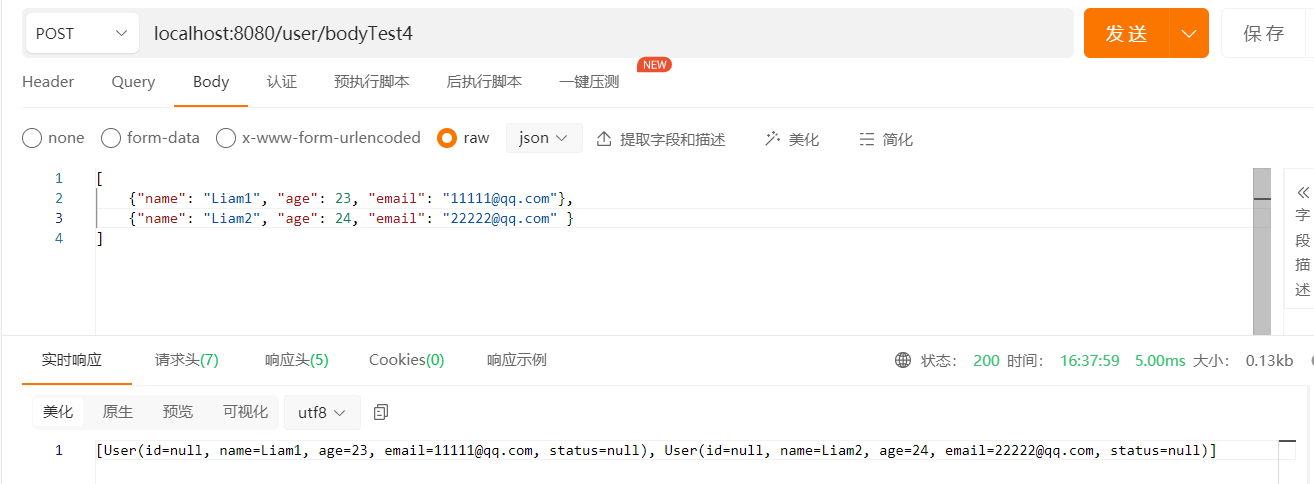 POST localhost:8080/user/bodyTest4 发送 保存
Header Query Body 认证 预执行脚本 后执行脚本 一键压测 NEW
none form-data x-www-form-urlencoded raw json 提取字段和描述 美化 简化
1 [
2 {"name": "Liam1", "age": 23, "email": "11111@qq.com"},
3 {"name": "Liam2", "age": 24, "email": "22222@qq.com" }
4 ]
字
段
描
述
实时响应 请求头(7) 响应头(5) Cookies(0) 响应示例 状态: 200 时间: 16:37:59 5.00ms 大小: 0.13kb
美化 原生 预览 可视化 utf8
1 [User(id=null, name=Liam1, age=23, email=11111@qq.com, status=null), User(id=null, name=Liam2, age=24, email=22222@qq.com, status=null)]